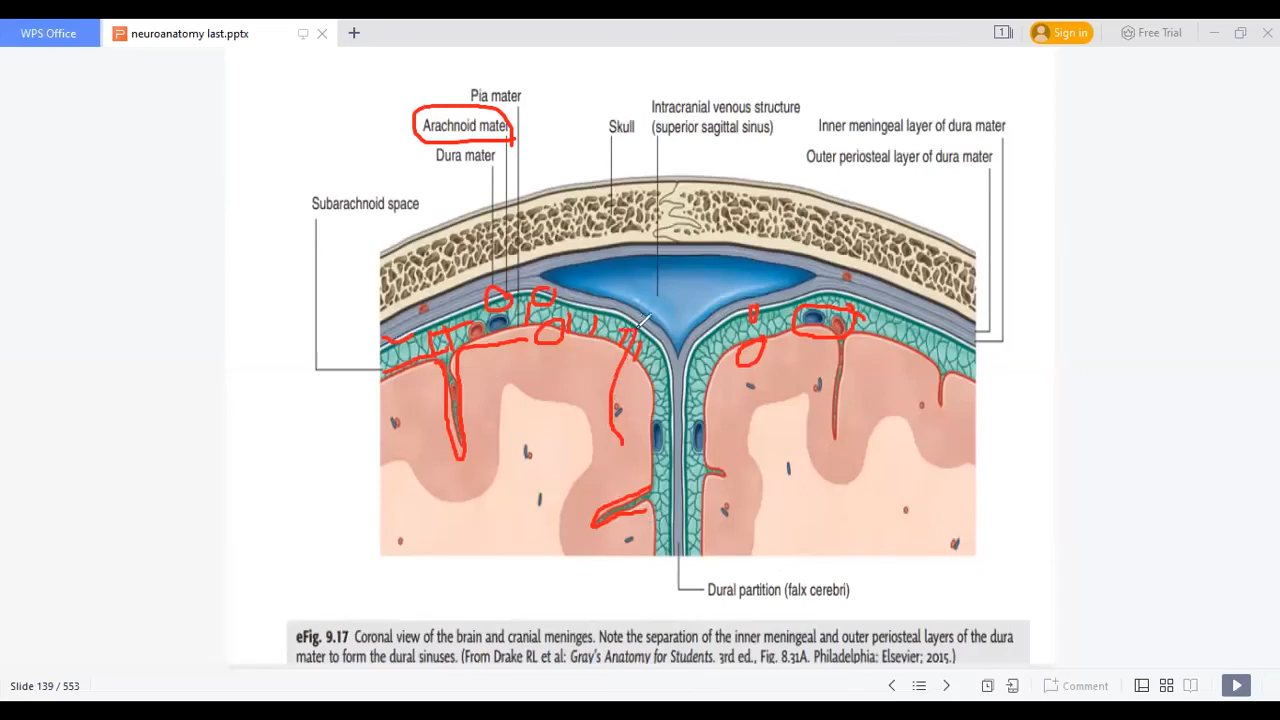 WPS Office
neuroanatomy last.pptx
1
Sign in
Free Trial
Pia mater
Arachnoid mater
Dura mater
Subarachnoid space
Skull
Intracranial venous structure
(superior sagittal sinus)
Inner meningeal layer of dura mater
Outer periosteal layer of dura mater
Dural partition (falx cerebri)
eFig. 9.17 Coronal view of the brain and cranial meninges. Note the separation of the inner meningeal and outer periosteal layers of the dura
mater to form the dural sinuses. (From Drake RL et al: Gray's Anatomy for Students. 3rd ed., Fig. 8.31A. Philadelphia: Elsevier; 2015.)
Slide 139 / 553
Comment